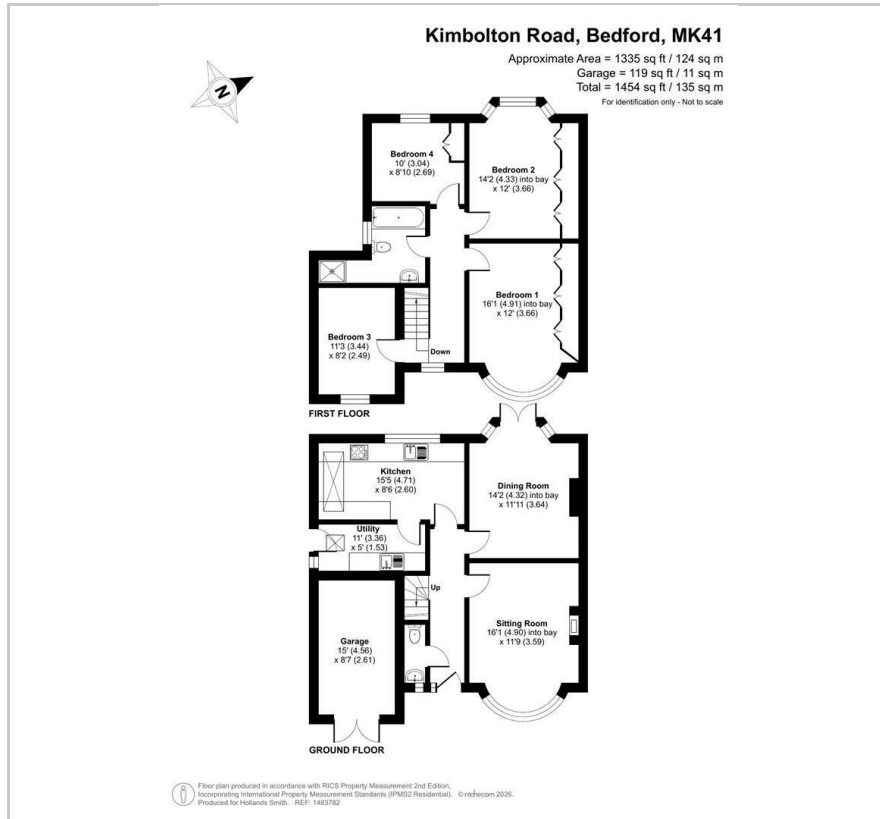 Kimbolton Road, Bedford, MK41
Approximate Area = 1335 sq ft / 124 sq m
Garage = 119 sq ft / 11 sq m
Total = 1454 sq ft / 135 sq m
For identification only - Not to scale
N
Bedroom 4
10' (3.04)
x 8'10 (2.69)
Bedroom 2
14'2 (4.33) into bay
x 12' (3.66)
Bedroom 1
16'1 (4.91) into bay
x 12' (3.66)
Bedroom 3
11'3 (3.44)
x 8'2 (2.49)
Down
FIRST FLOOR
Kitchen
15'5 (4.71)
x 8'6 (2.60)
Dining Room
14'2 (4.32) into bay
x 11'11 (3.64)
Utility
11' (3.36)
x 5' (1.53)
Up
Sitting Room
16'1 (4.90) into bay
x 11'9 (3.59)
Garage
15' (4.56)
x 8'7 (2.61)
GROUND FLOOR
Floor plan produced in accordance with RICS Property Measurement 2nd Edition,
Incorporating International Property Measurement Standards (IPMS2 Residential). © ntchecom 2026.
Produced for Hollands Smith. REF: 1483782